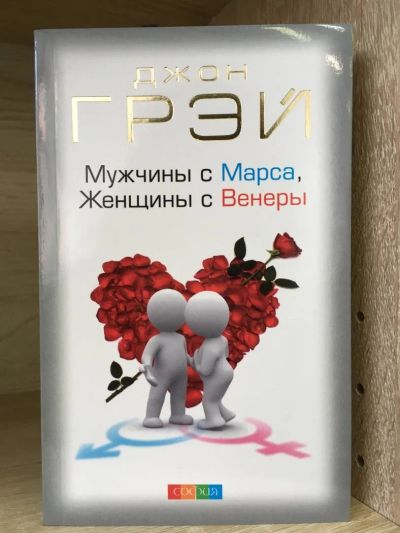 ДЖОН
ГРЭЙ
Мужчины с Марса,
Женщины с Венеры
СОФИЯ